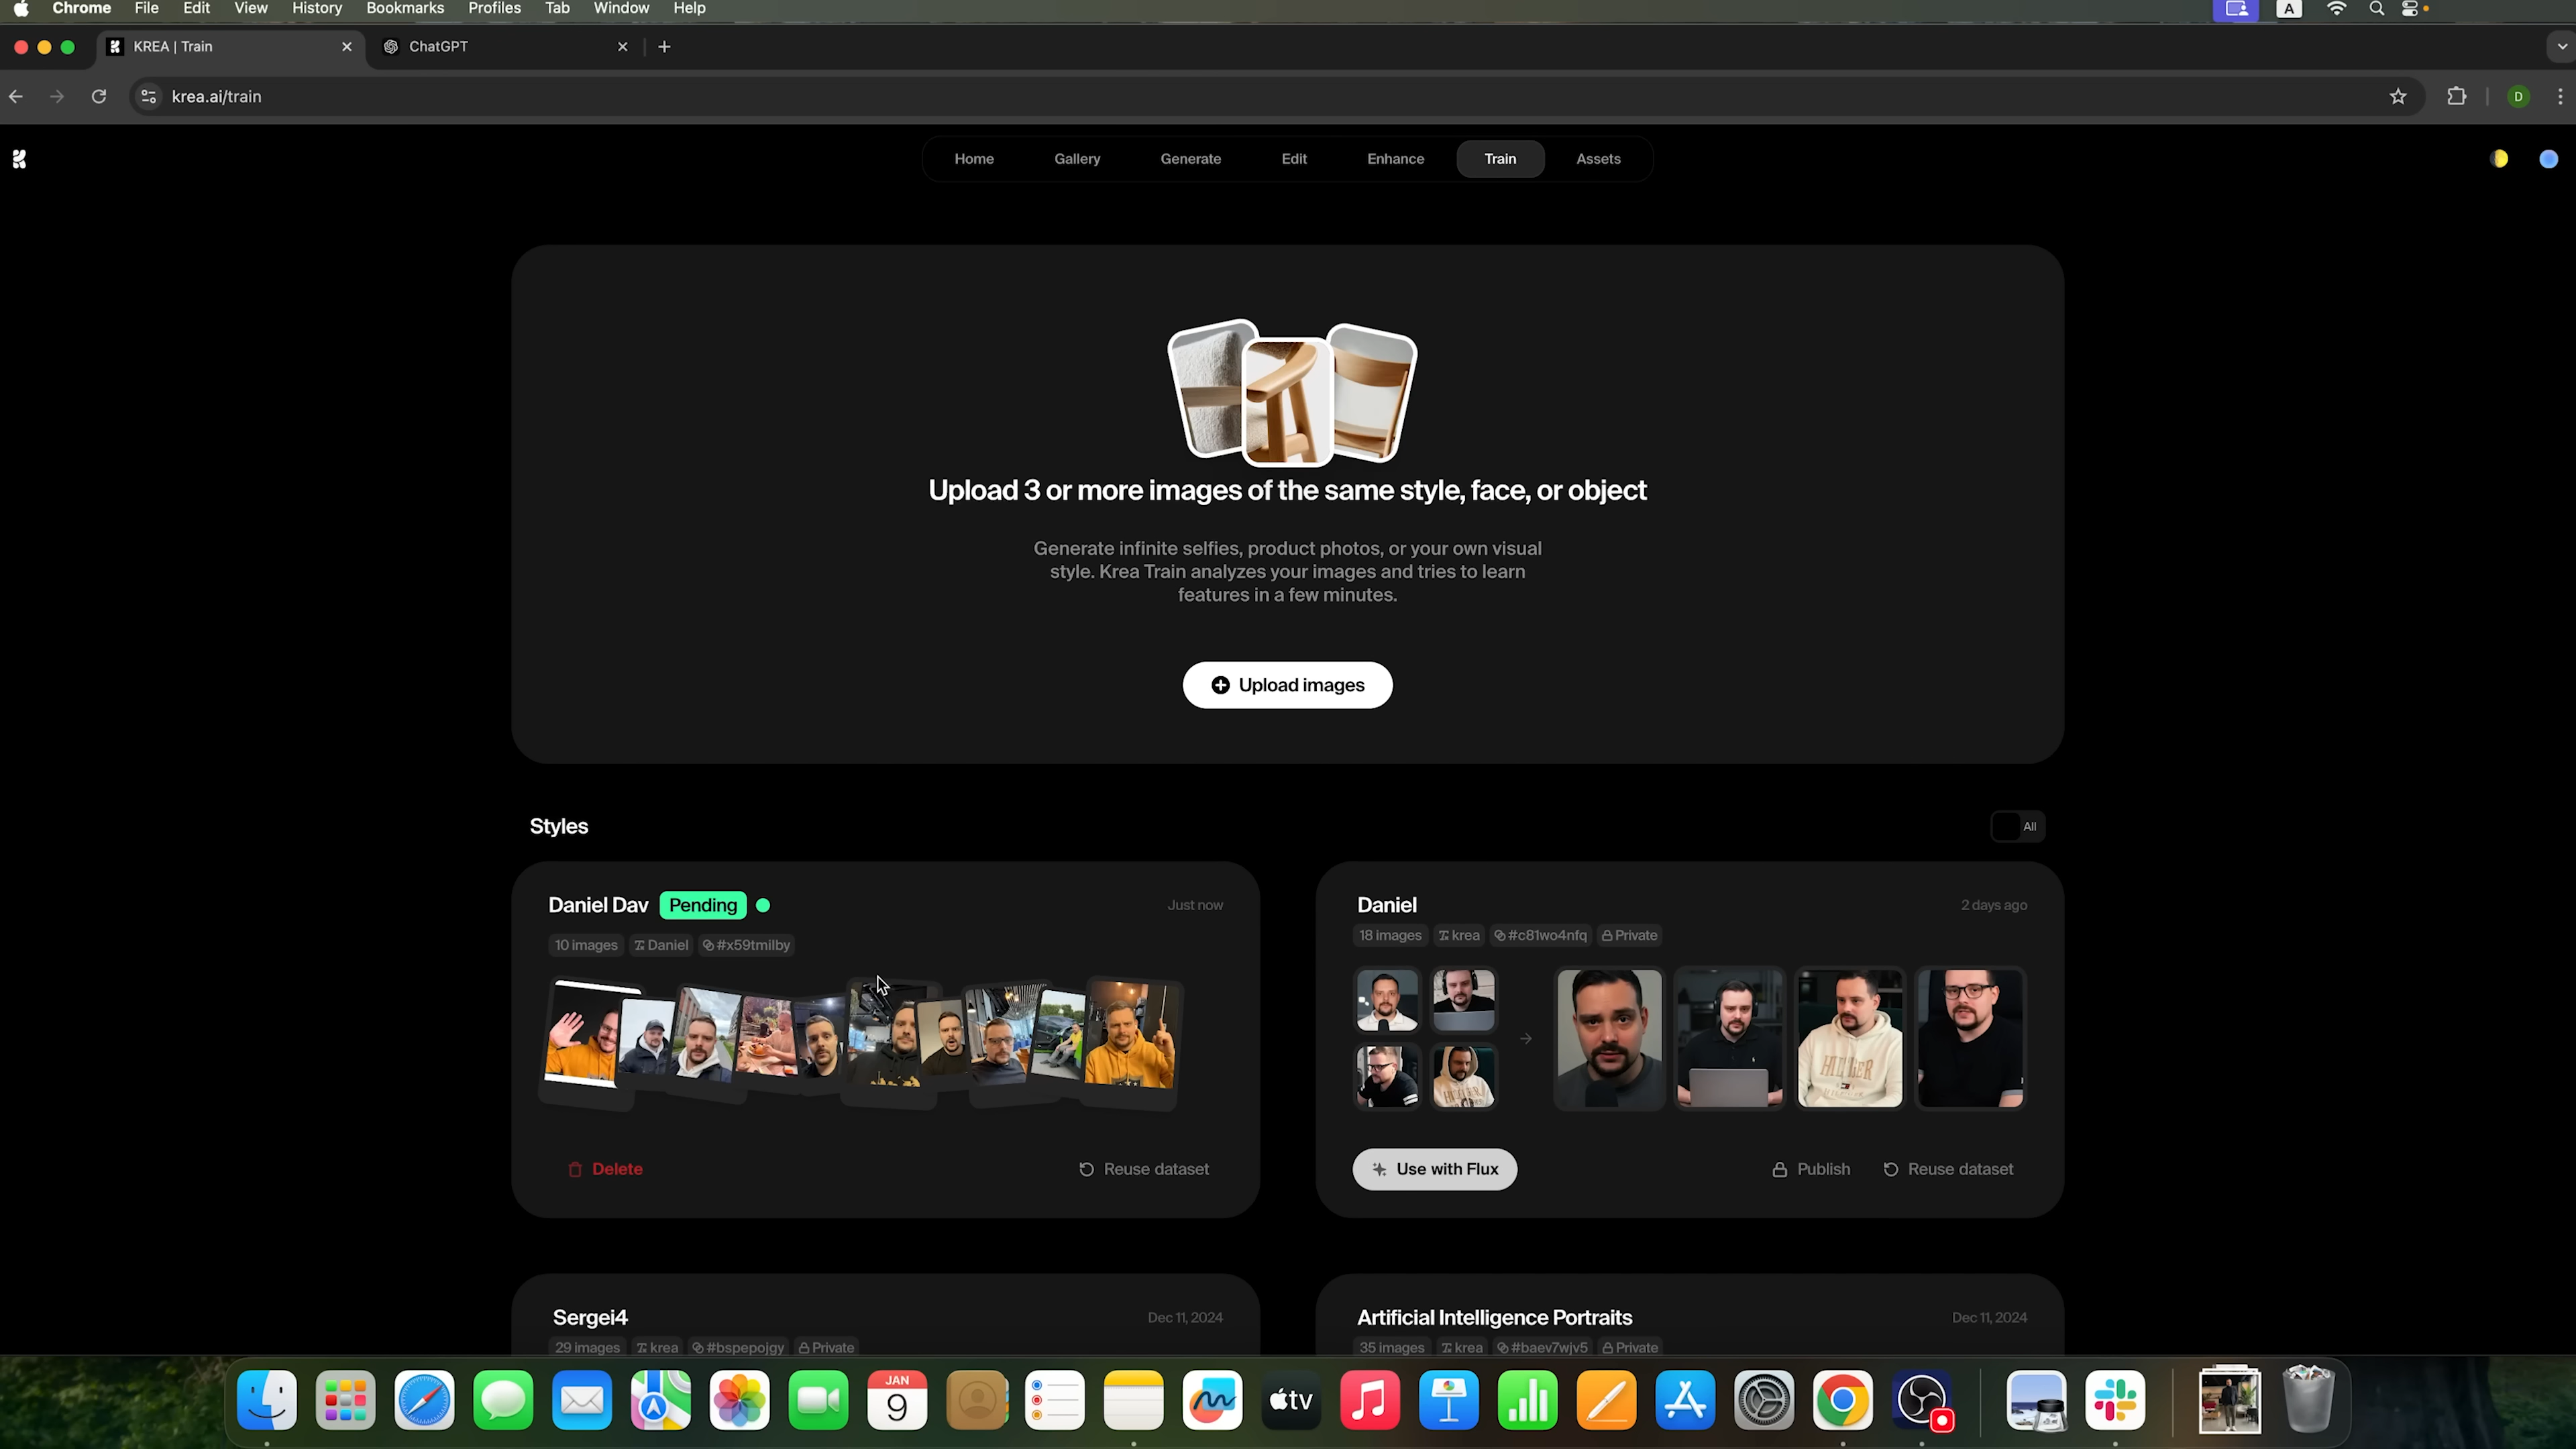 Chrome File Edit View History Bookmarks Profiles Tab Window Help A
KREA | Train ChatGPT
krea.ai/train D
Home Gallery Generate Edit Enhance Train Assets
Upload 3 or more images of the same style, face, or object
Generate infinite selfies, product photos, or your own visual
style. Krea Train analyzes your images and tries to learn
features in a few minutes.
Upload images
Styles All
Daniel Dav Pending Just now
10 images Daniel #x59tmilby
Delete Reuse dataset
Daniel 2 days ago
18 images krea #c81wo4nfq Private
HILFIGER
Use with Flux Publish Reuse dataset
Sergei4 Dec 11, 2024
29 images krea #bspepojgy Private
Artificial Intelligence Portraits Dec 11, 2024
35 images krea #baev7wjv5 Private
JAN
9
tv